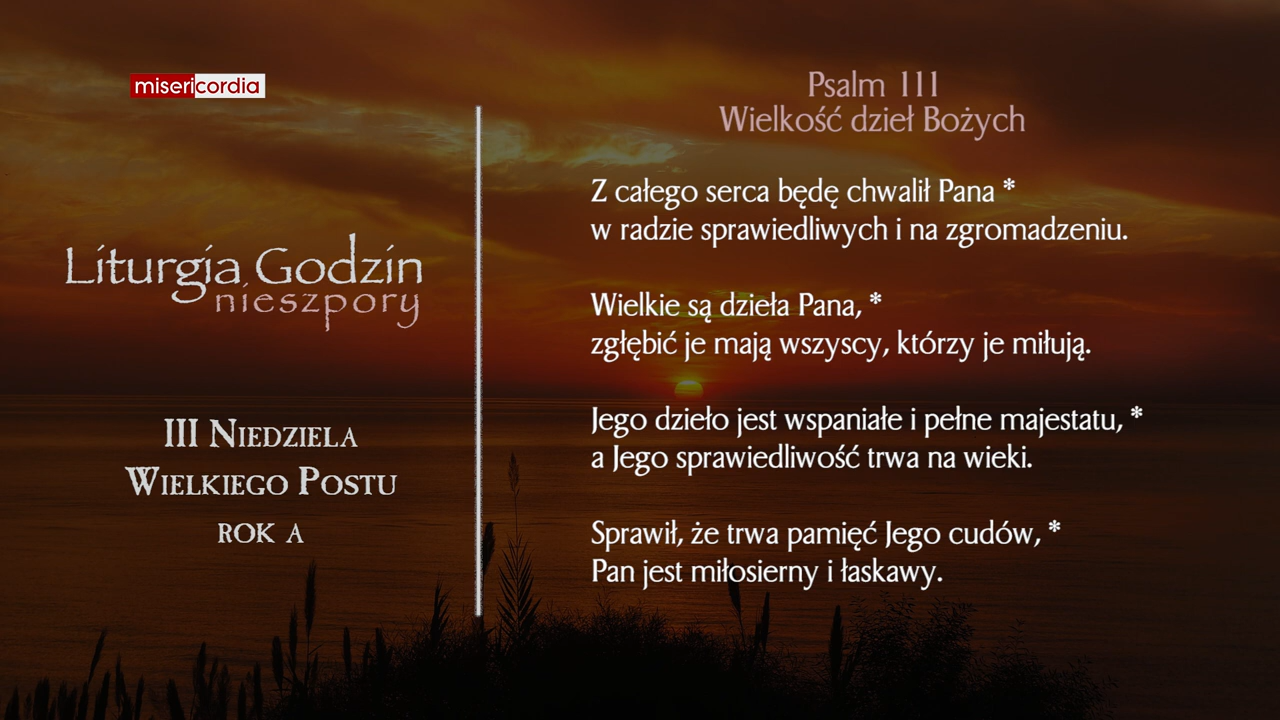 misericordia
Liturgia Godzin
nieszpory
III Niedziela
Wielkiego Postu
rok A
Psalm 111
Wielkość dzieł Bożych
Z całego serca będę chwalił Pana *
w radzie sprawiedliwych i na zgromadzeniu.
Wielkie są dzieła Pana, *
zgłębić je mają wszyscy, którzy je miłują.
Jego dzieło jest wspaniałe i pełne majestatu, *
a Jego sprawiedliwość trwa na wieki.
Sprawił, że trwa pamięć Jego cudów, *
Pan jest miłosierny i łaskawy.